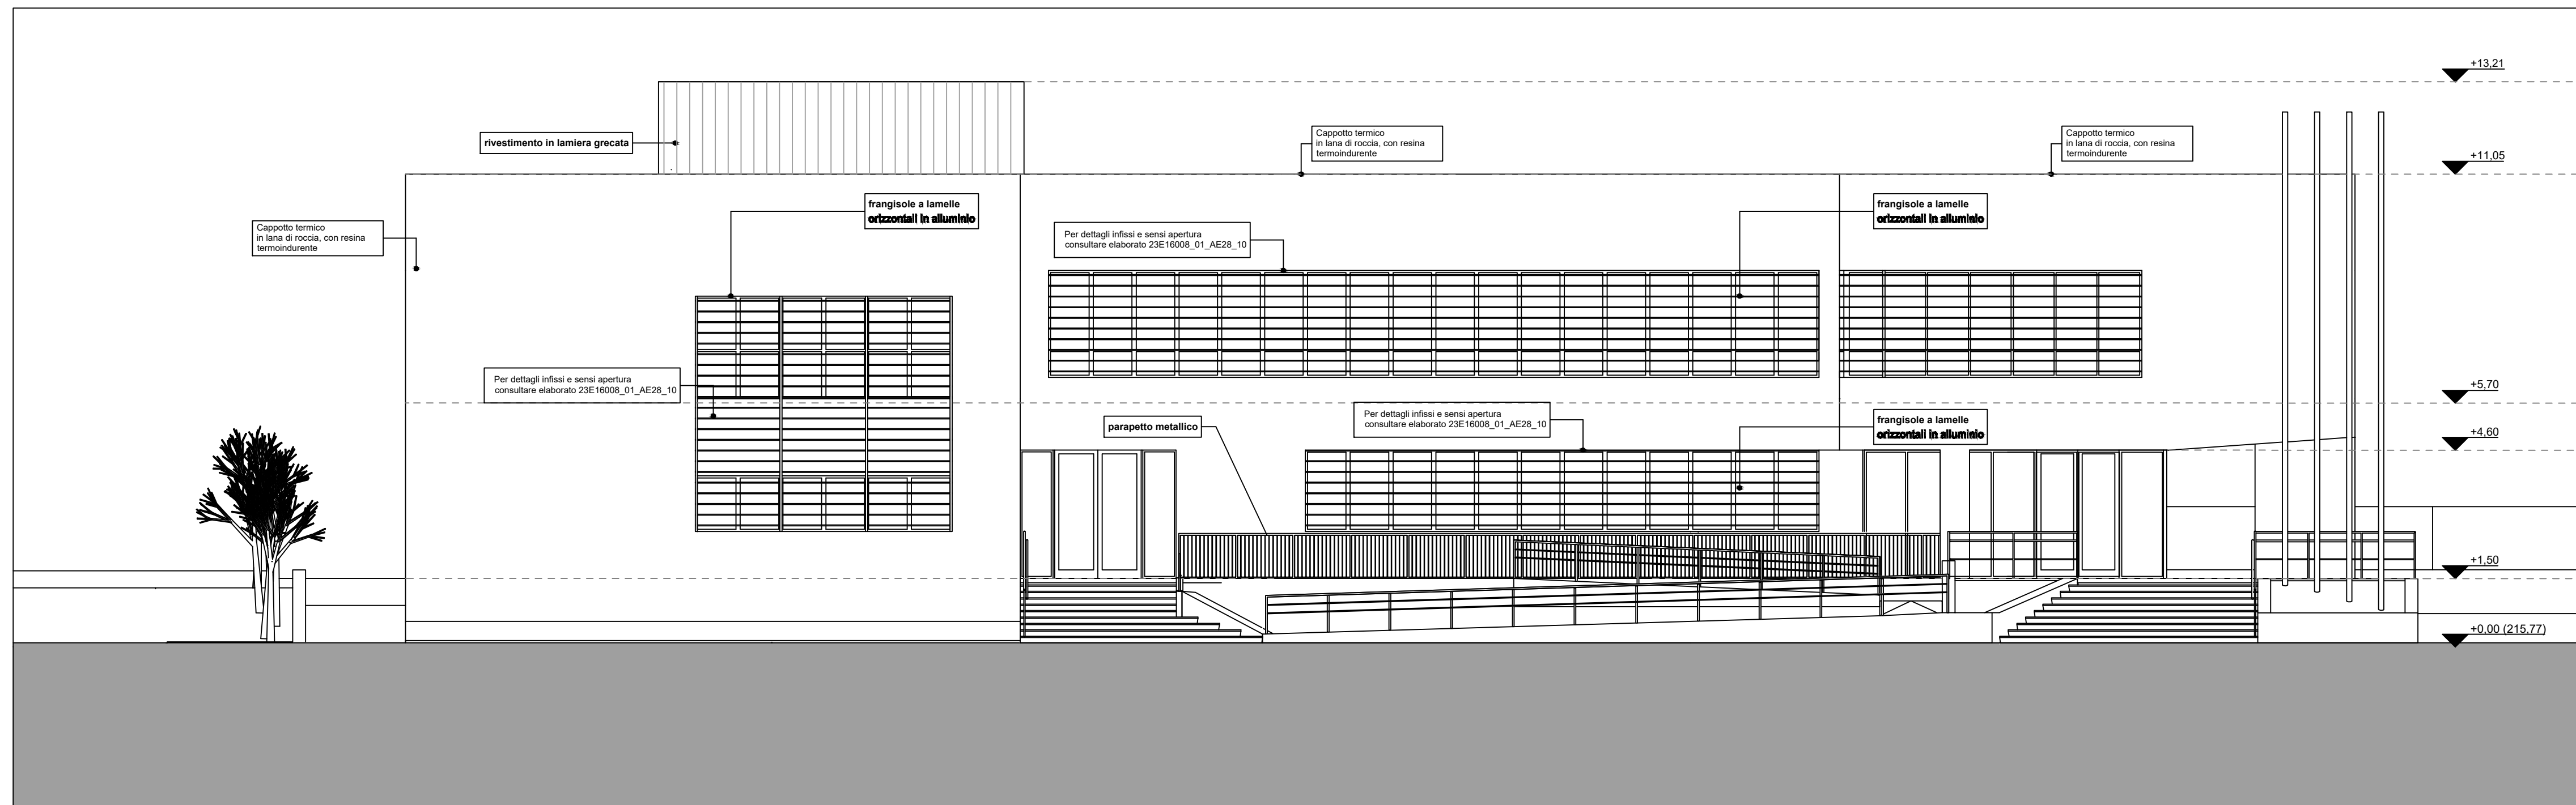 +13,21
rivestimento in lamiera grecata
Cappotto termico
in lana di roccia, con resina
termoindurente
Cappotto termico
in lana di roccia, con resina
termoindurente
+11,05
frangisole a lamelle
orizzontali in alluminio
frangisole a lamelle
orizzontali in alluminio
Cappotto termico
in lana di roccia, con resina
termoindurente
Per dettagli infissi e sensi apertura
consultare elaborato 23E16008_01_AE28_10
Per dettagli infissi e sensi apertura
consultare elaborato 23E16008_01_AE28_10
+5,70
parapetto metallico
Per dettagli infissi e sensi apertura
consultare elaborato 23E16008_01_AE28_10
frangisole a lamelle
orizzontali in alluminio
+4,60
+1,50
+0,00 (215,77)